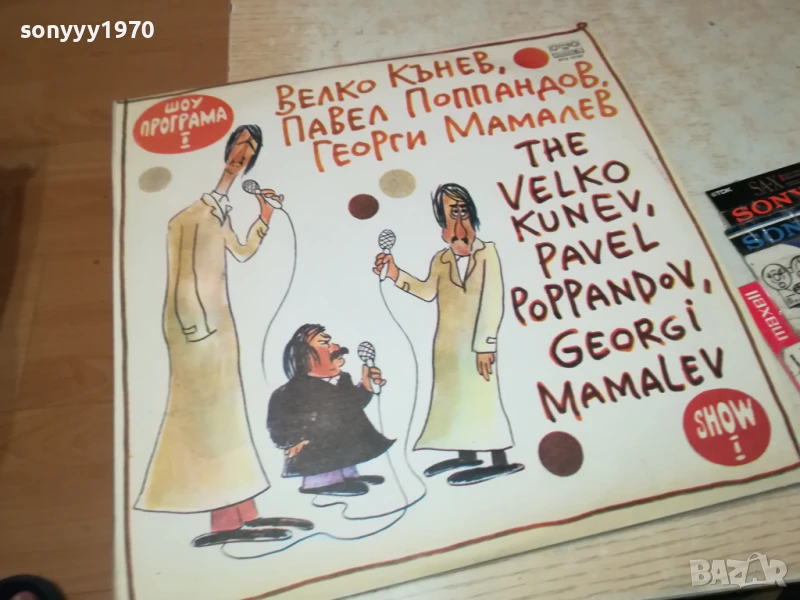 sonyyy1970
ШОУ
ПРОГРАМА
I
ВЕЛКО КЪНЕВ,
ПАВЕЛ ПОППАНДОВ,
ГЕОРГИ МАМАЛЕВ
THE
VELKO
KUNEV,
PAVEL
POPPANDOV,
GEORGI
MAMALEV
SHOW
I
TDK
SONY
maxell
BAZAR